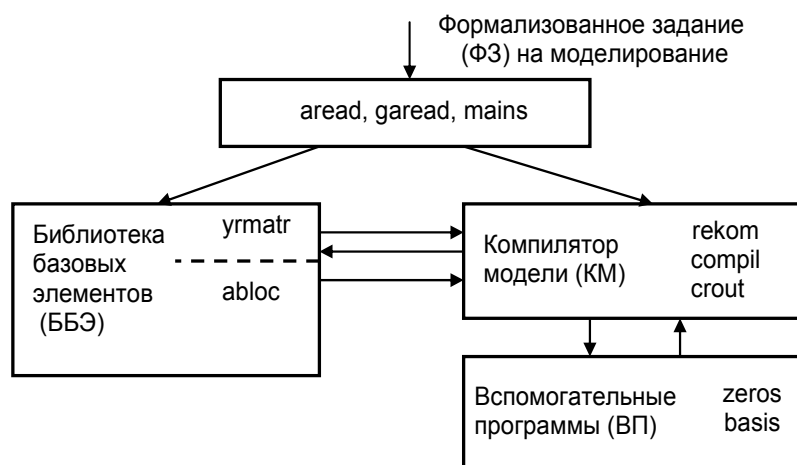 Формализованное задание
(ФЗ) на моделирование
aread, garead, mains
Библиотека
базовых
элементов
(ББЭ)
yrmatr
abloc
Компилятор
модели (КМ)
rekom
compil
crout
Вспомогательные
программы (ВП)
zeros
basis